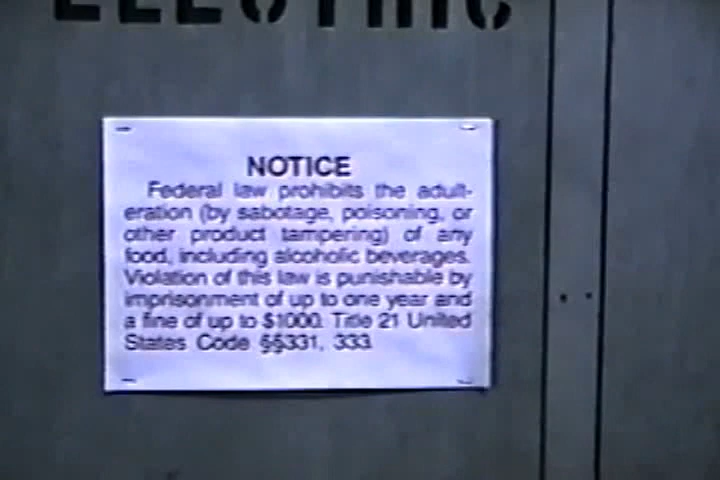 ELECTRIC
NOTICE
Federal law prohibits the adult-
eration (by sabotage, poisoning, or
other product tampering) of any
food, including alcoholic beverages.
Violation of this law is punishable by
imprisonment of up to one year and
a fine of up to $1000. Title 21 United
States Code §§331, 333.